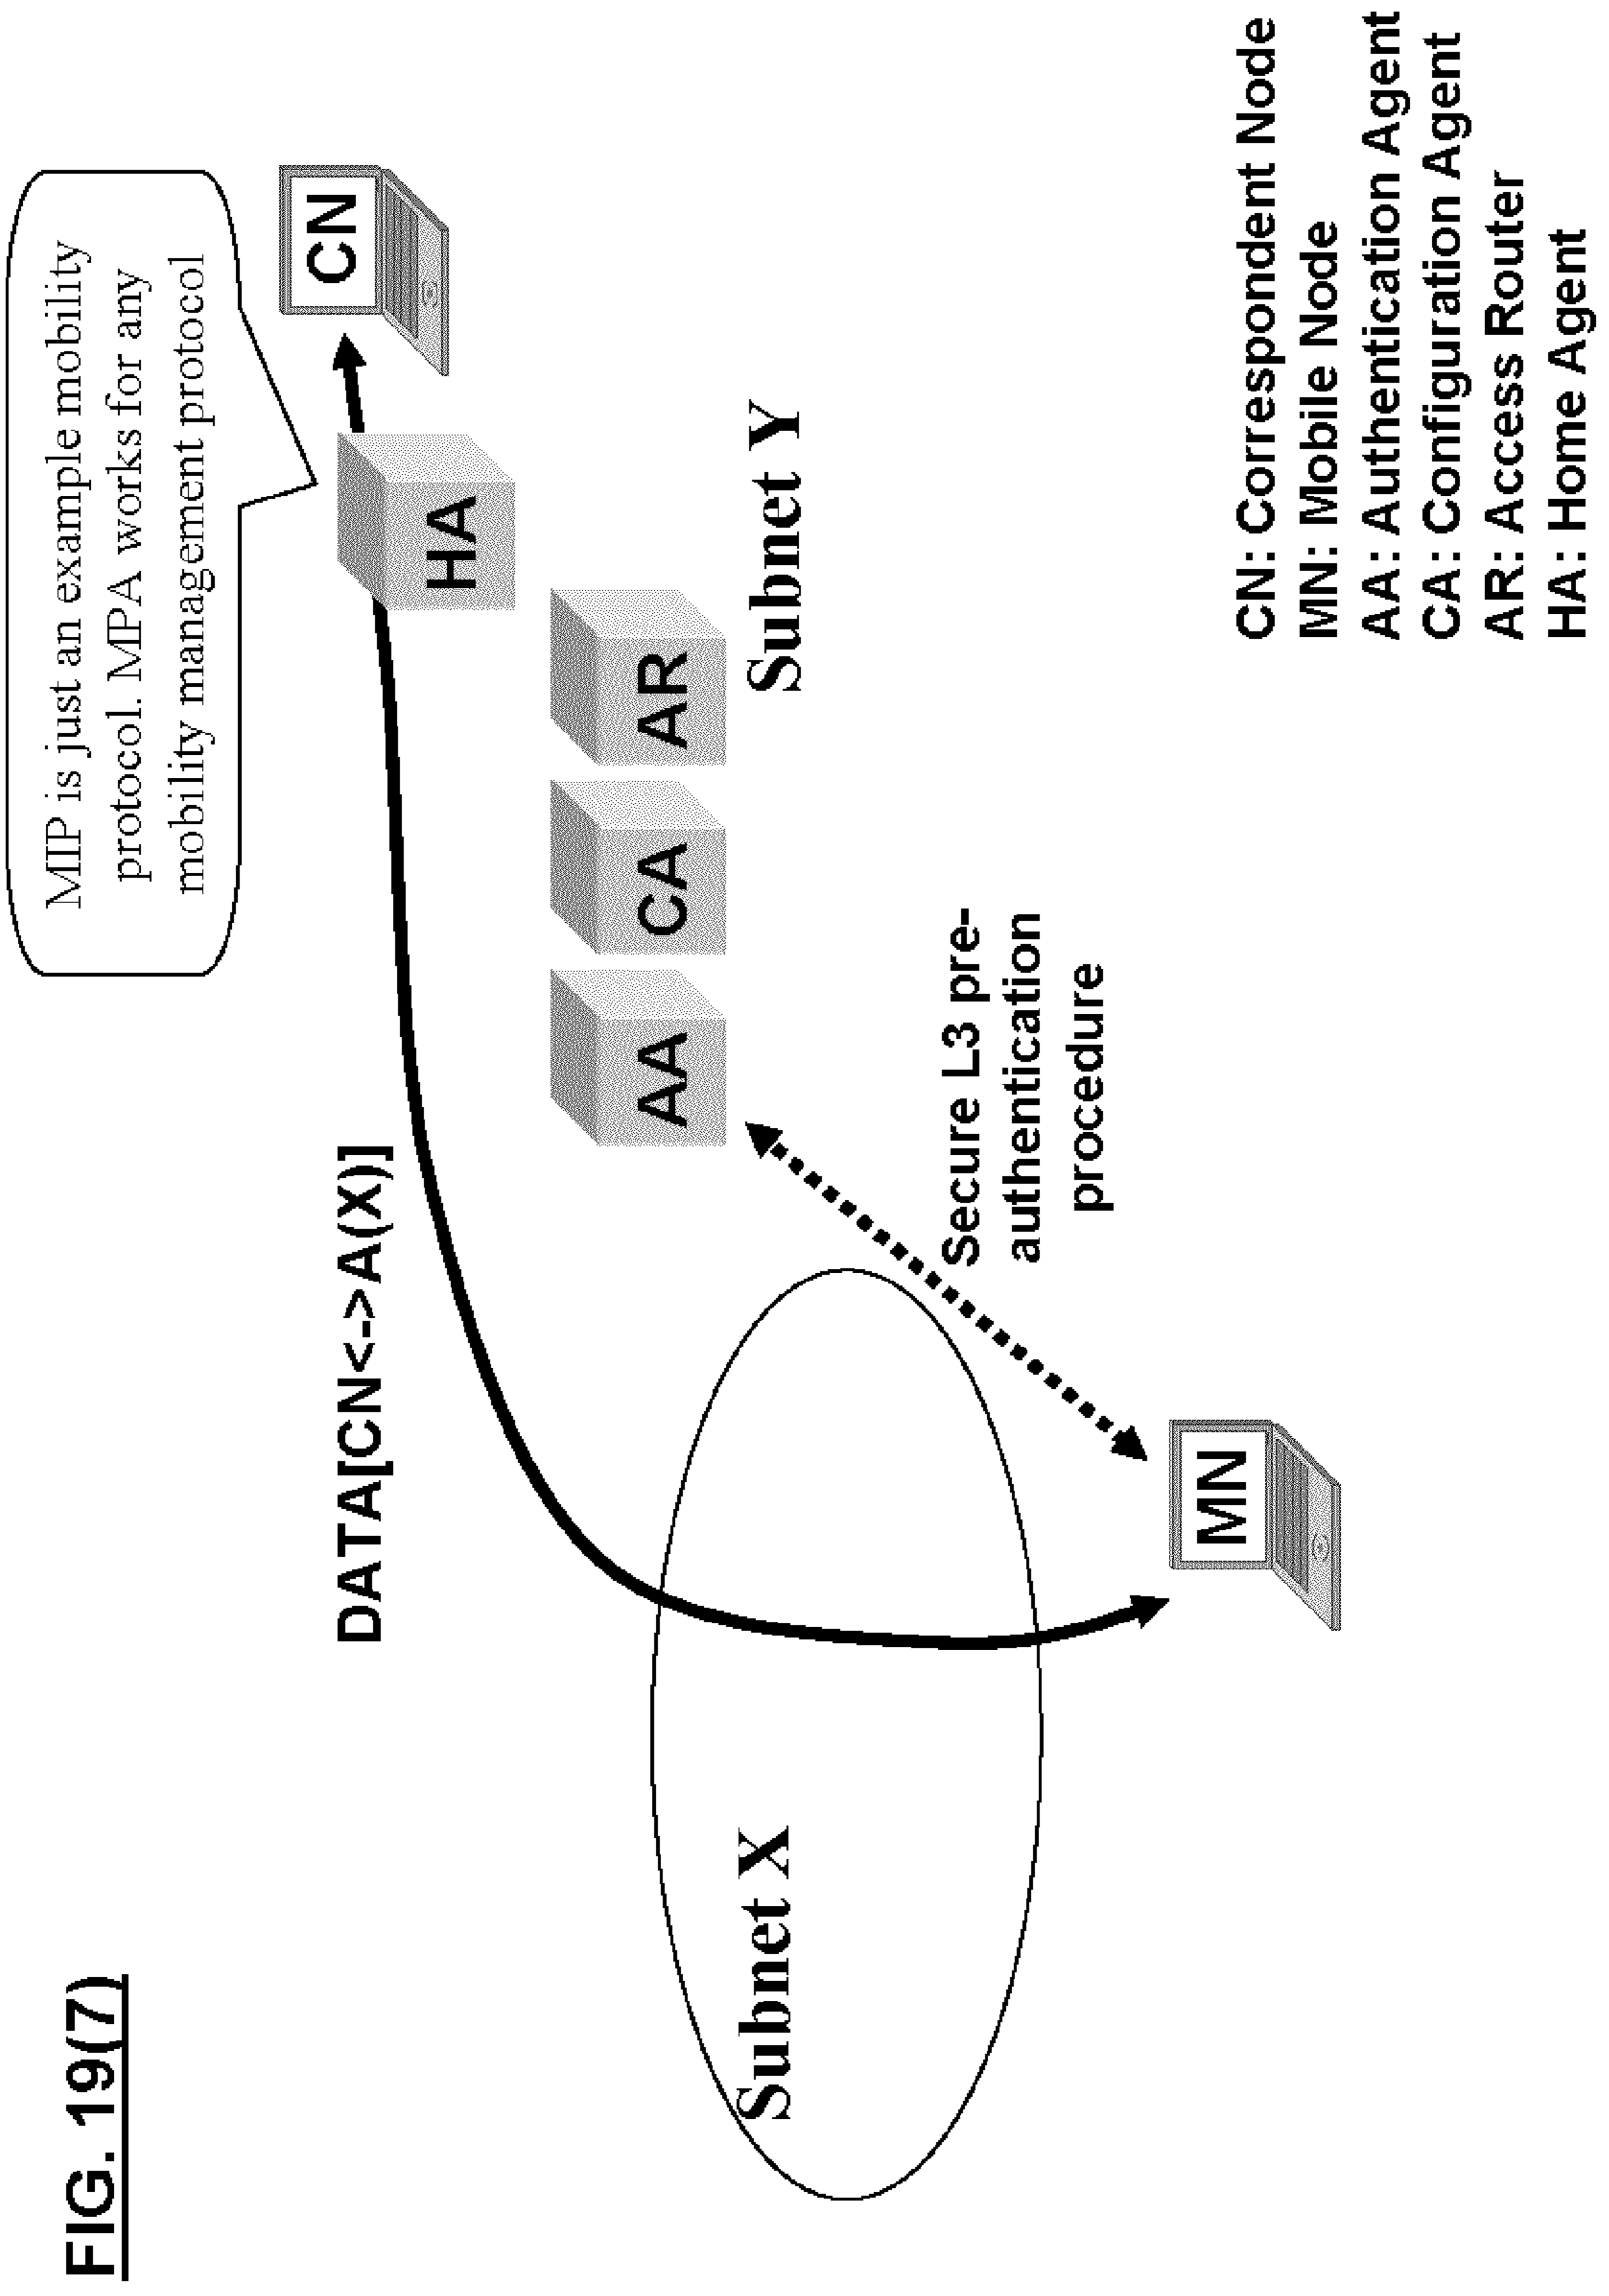 FIG. 19(7)
MIP is just an example mobility
protocol. MPA works for any
mobility management protocol
CN
DATA[CN<->A(X)]
HA
AA
CA
AR
Subnet X
Subnet Y
Secure L3 pre-
authentication
procedure
MN
CN: Correspondent Node
MN: Mobile Node
AA: Authentication Agent
CA: Configuration Agent
AR: Access Router
HA: Home Agent